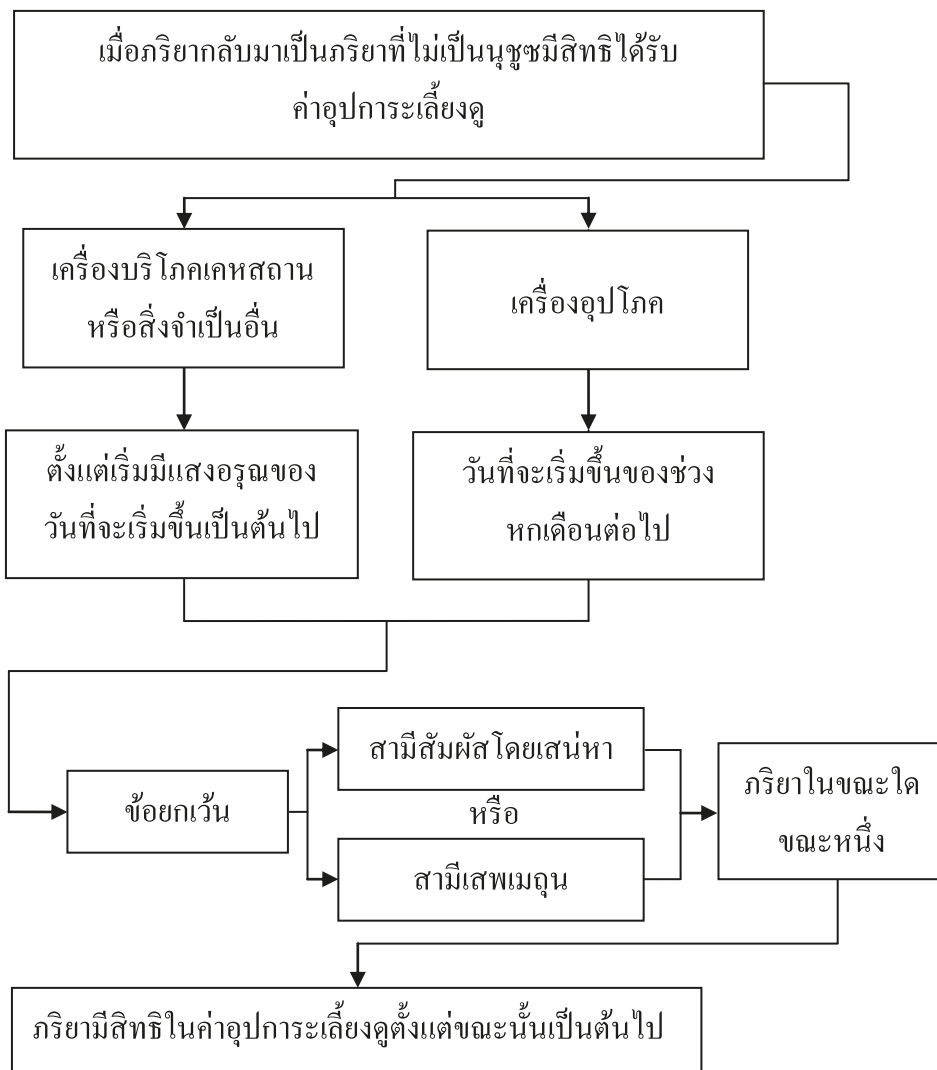 เมื่อภริยากลับมาเป็นภริยาที่ไม่เป็นนุชูซมีสิทธิได้รับ
ค่าอุปการะเลี้ยงดู
เครื่องบริโภคเคหสถาน
หรือสิ่งจำเป็นอื่น
เครื่องอุปโภค
ตั้งแต่เริ่มมีแสงอรุณของ
วันที่จะเริ่มขึ้นเป็นต้นไป
วันที่จะเริ่มขึ้นของช่วง
หกเดือนต่อไป
ข้อยกเว้น
สามีสัมผัสโดยเสน่หา
หรือ
สามีเสพเมถุน
ภริยาในขณะใด
ขณะหนึ่ง
ภริยามีสิทธิในค่าอุปการะเลี้ยงดูตั้งแต่ขณะนั้นเป็นต้นไป